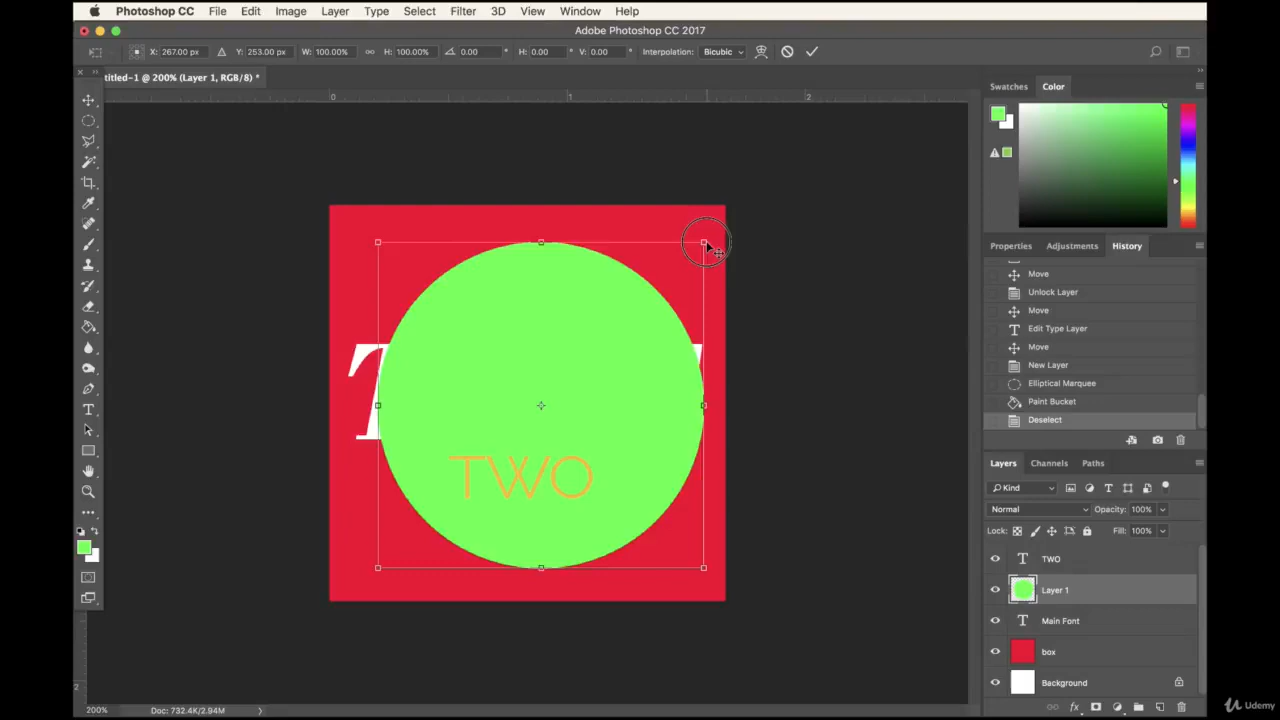 Photoshop CC File Edit Image Layer Type Select Filter 3D View Window Help
Adobe Photoshop CC 2017
X: 267.00 px Y: 253.00 px W: 100.00% H: 100.00% 0.00 ° H: 0.00 ° V: 0.00 ° Interpolation: Bicubic
titled-1 @ 200% (Layer 1, RGB/8) *
0 1 2
Swatches Color
Properties Adjustments History
Move
Unlock Layer
Move
Edit Type Layer
Move
New Layer
Elliptical Marquee
Paint Bucket
Deselect
TWO
Layers Channels Paths
Kind
Normal Opacity: 100%
Lock: Fill: 100%
TWO
Layer 1
Main Font
box
Background
2
200% Doc: 732.4K/2.94M
Udemy